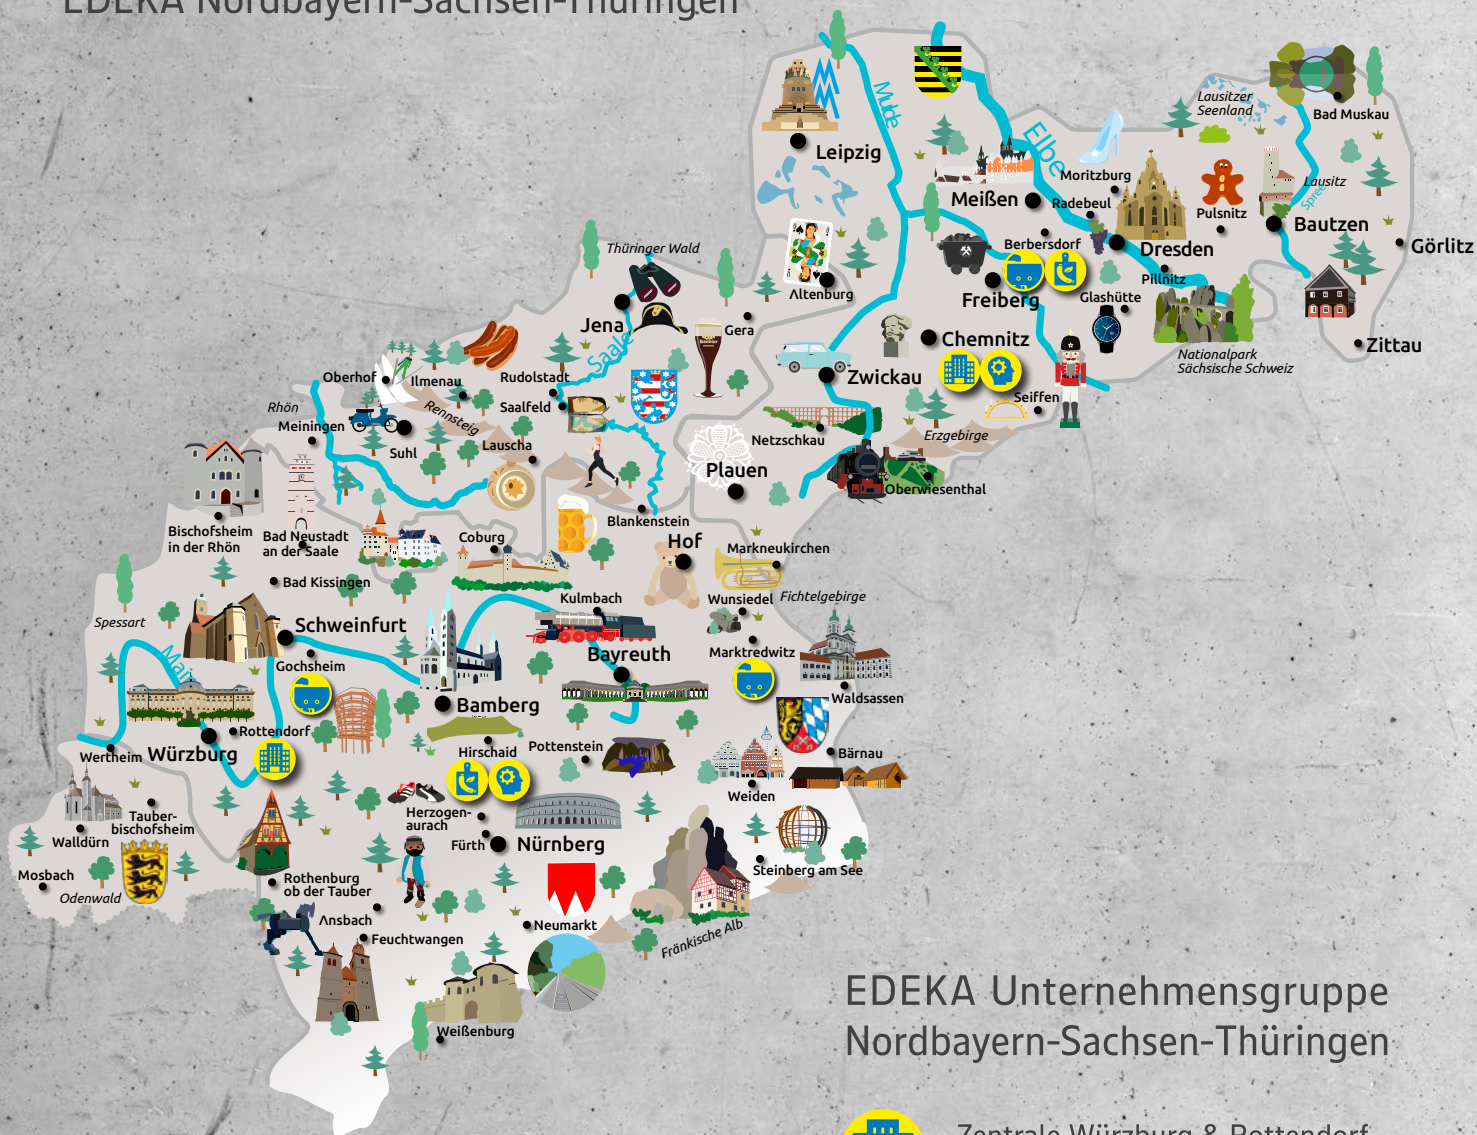 EDEKA Nordbayern-Sachsen-Thüringen
Mulde
Elbe
Lausitzer
Seenland
Bad Muskau
Leipzig
Moritzburg
Lausitz
Spree
Meißen
Radebeul
Pulsnitz
Bautzen
Görlitz
Berbersdorf
Dresden
Thüringer Wald
Pillnitz
Altenburg
Freiberg
Glashütte
Jena
Gera
Chemnitz
Zittau
Saale
Nationalpark
Sächsische Schweiz
Oberhof
Ilmenau
Rudolstadt
Zwickau
Seiffen
Rhön
Rennsteig
Saalfeld
Meiningen
Netzschkau
Erzgebirge
Suhl
Lauscha
Plauen
Oberwiesenthal
Blankenstein
Bischofsheim
in der Rhön
Bad Neustadt
an der Saale
Coburg
Hof
Markneukirchen
Bad Kissingen
Kulmbach
Wunsiedel
Fichtelgebirge
Spessart
Schweinfurt
Main
Gochsheim
Bayreuth
Marktredwitz
Waldsassen
Bamberg
Rottendorf
Wertheim
Würzburg
Hirschaid
Pottenstein
Bärnau
Weiden
Tauber-
bischofsheim
Herzogen-
aurach
Walldürn
Fürth
Nürnberg
Mosbach
Odenwald
Rothenburg
ob der Tauber
Steinberg am See
Ansbach
Neumarkt
Feuchtwangen
Fränkische Alb
Weißenburg
EDEKA Unternehmensgruppe
Nordbayern-Sachsen-Thüringen
Zentrale Würzburg & Rottendorf